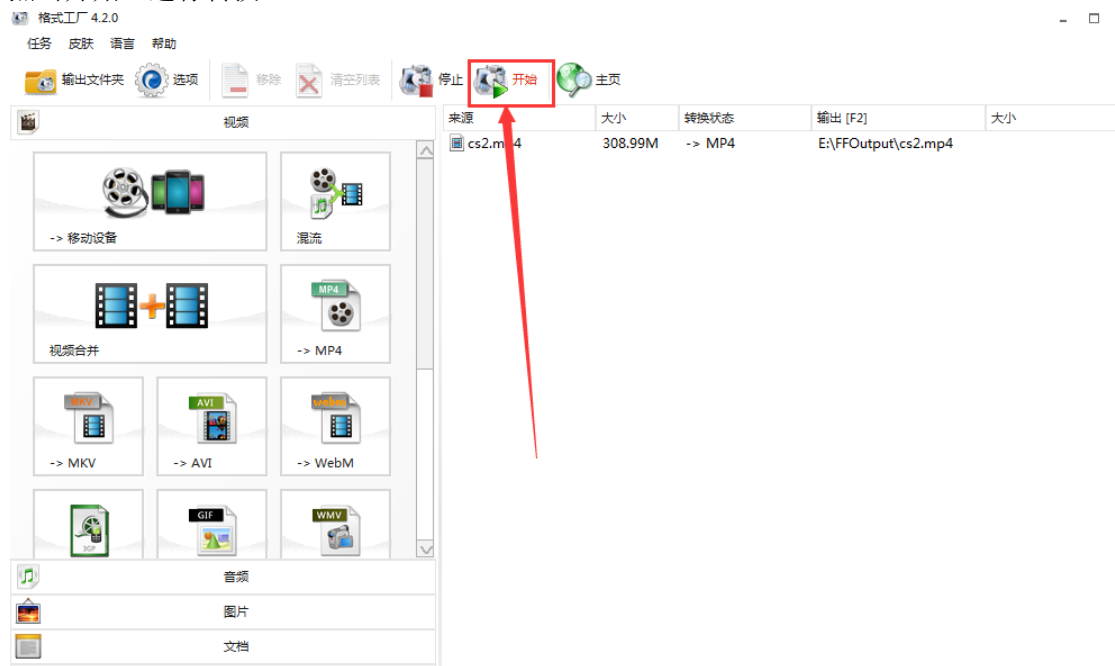 格式工厂 4.2.0
任务 皮肤 语言 帮助
输出文件夹 选项 移除 清空列表 停止 开始 主页
视频
来源 大小 转换状态 输出 [F2] 大小
cs2.mp4 308.99M -> MP4 E:\FFOutput\cs2.mp4
-> 移动设备 混流
MP4
视频合并 -> MP4
MKV AVI webm
-> MKV -> AVI -> WebM
3GP GIF WMV
音频
图片
文档